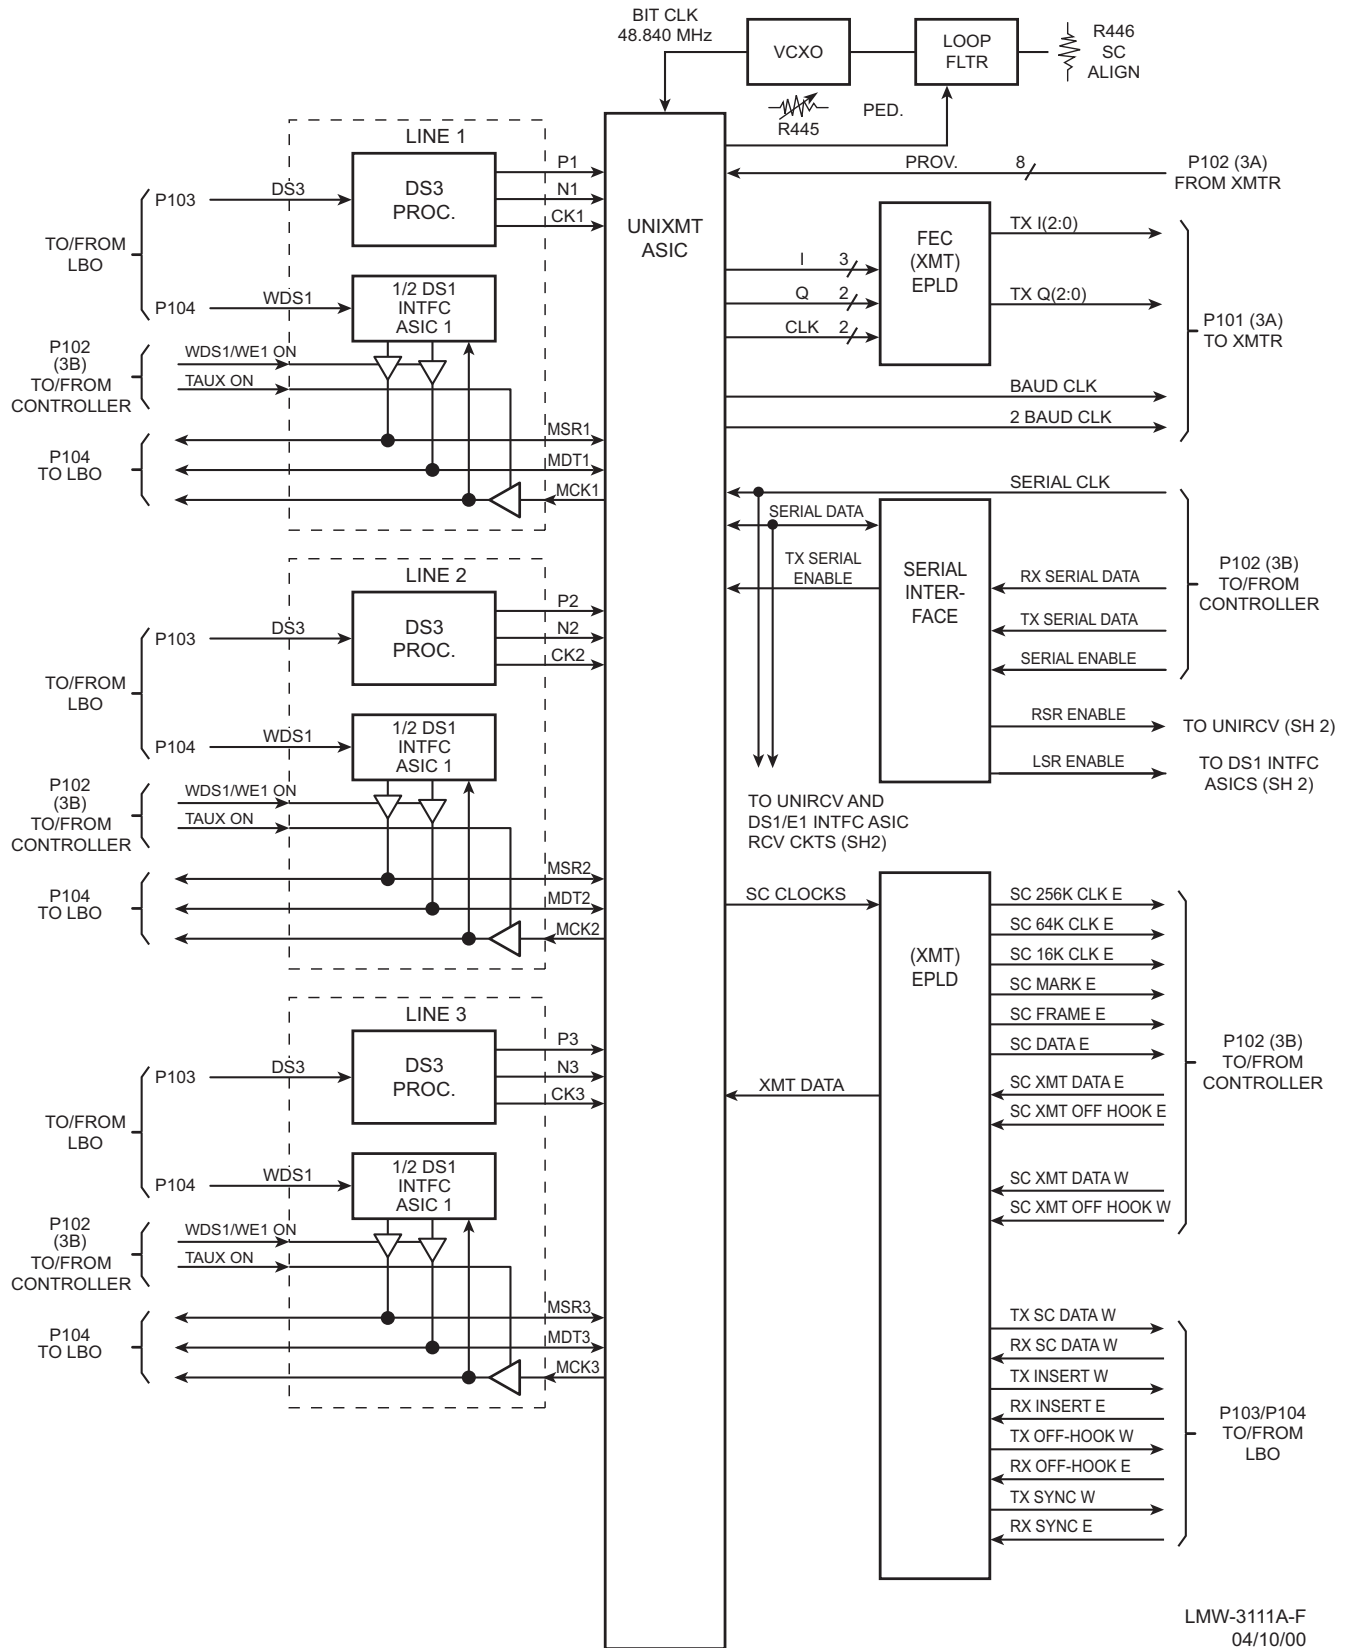 BIT CLK
48.840 MHz
VCXO
LOOP
FLTR
R446
SC
ALIGN
R445
PED.
LINE 1
P103
DS3
DS3
PROC.
P1
N1
CK1
TO/FROM
LBO
P104
WDS1
1/2 DS1
INTFC
ASIC 1
P102
(3B)
TO/FROM
CONTROLLER
WDS1/WE1 ON
TAUX ON
P104
TO LBO
MSR1
MDT1
MCK1
LINE 2
P103
DS3
DS3
PROC.
P2
N2
CK2
TO/FROM
LBO
P104
WDS1
1/2 DS1
INTFC
ASIC 1
P102
(3B)
TO/FROM
CONTROLLER
WDS1/WE1 ON
TAUX ON
P104
TO LBO
MSR2
MDT2
MCK2
LINE 3
P103
DS3
DS3
PROC.
P3
N3
CK3
TO/FROM
LBO
P104
WDS1
1/2 DS1
INTFC
ASIC 1
P102
(3B)
TO/FROM
CONTROLLER
WDS1/WE1 ON
TAUX ON
P104
TO LBO
MSR3
MDT3
MCK3
UNIXMT
ASIC
PROV.
8
P102 (3A)
FROM XMTR
I
3
Q
2
CLK
2
FEC
(XMT)
EPLD
TX I(2:0)
TX Q(2:0)
BAUD CLK
2 BAUD CLK
P101 (3A)
TO XMTR
SERIAL CLK
SERIAL DATA
TX SERIAL
ENABLE
SERIAL
INTER-
FACE
RX SERIAL DATA
TX SERIAL DATA
SERIAL ENABLE
P102 (3B)
TO/FROM
CONTROLLER
RSR ENABLE
TO UNIRCV (SH 2)
LSR ENABLE
TO DS1 INTFC
ASICS (SH 2)
TO UNIRCV AND
DS1/E1 INTFC ASIC
RCV CKTS (SH2)
SC CLOCKS
XMT DATA
(XMT)
EPLD
SC 256K CLK E
SC 64K CLK E
SC 16K CLK E
SC MARK E
SC FRAME E
SC DATA E
SC XMT DATA E
SC XMT OFF HOOK E
SC XMT DATA W
SC XMT OFF HOOK W
P102 (3B)
TO/FROM
CONTROLLER
TX SC DATA W
RX SC DATA W
TX INSERT W
RX INSERT E
TX OFF-HOOK W
RX OFF-HOOK E
TX SYNC W
RX SYNC E
P103/P104
TO/FROM
LBO
LMW-3111A-F
04/10/00